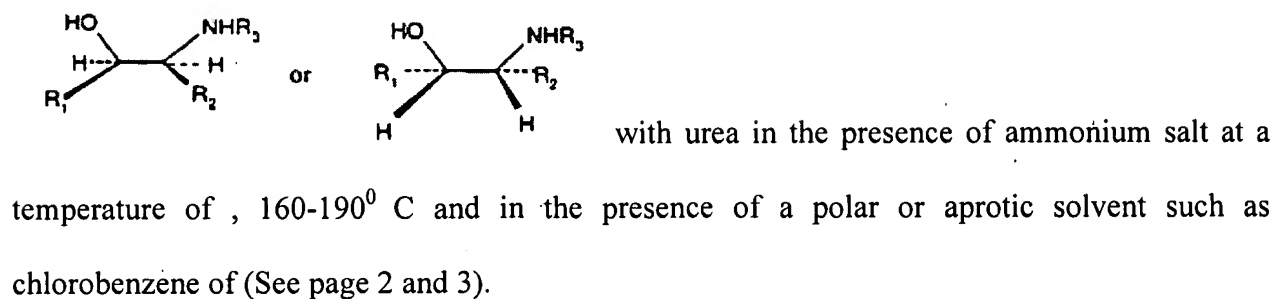 HO NHR₃ HO NHR₃
H H or R₁ R₂
R₁ R₂ H H
with urea in the presence of ammonium salt at a
temperature of , 160-190⁰ C and in the presence of a polar or aprotic solvent such as
chlorobenzene of (See page 2 and 3).